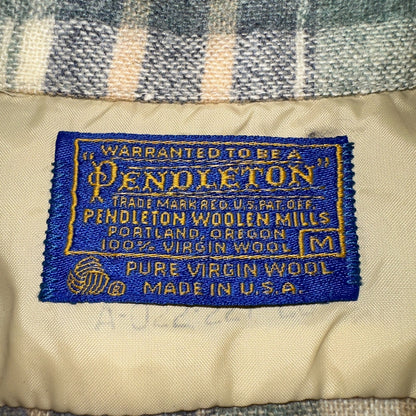 WARRANTED TO BE A
"PENDLETON"
TRADE MARK REG. U.S. PAT. OFF.
PENDLETON WOOLEN MILLS
PORTLAND, OREGON
100% VIRGIN WOOL M
PURE VIRGIN WOOL
®
MADE IN U.S.A.